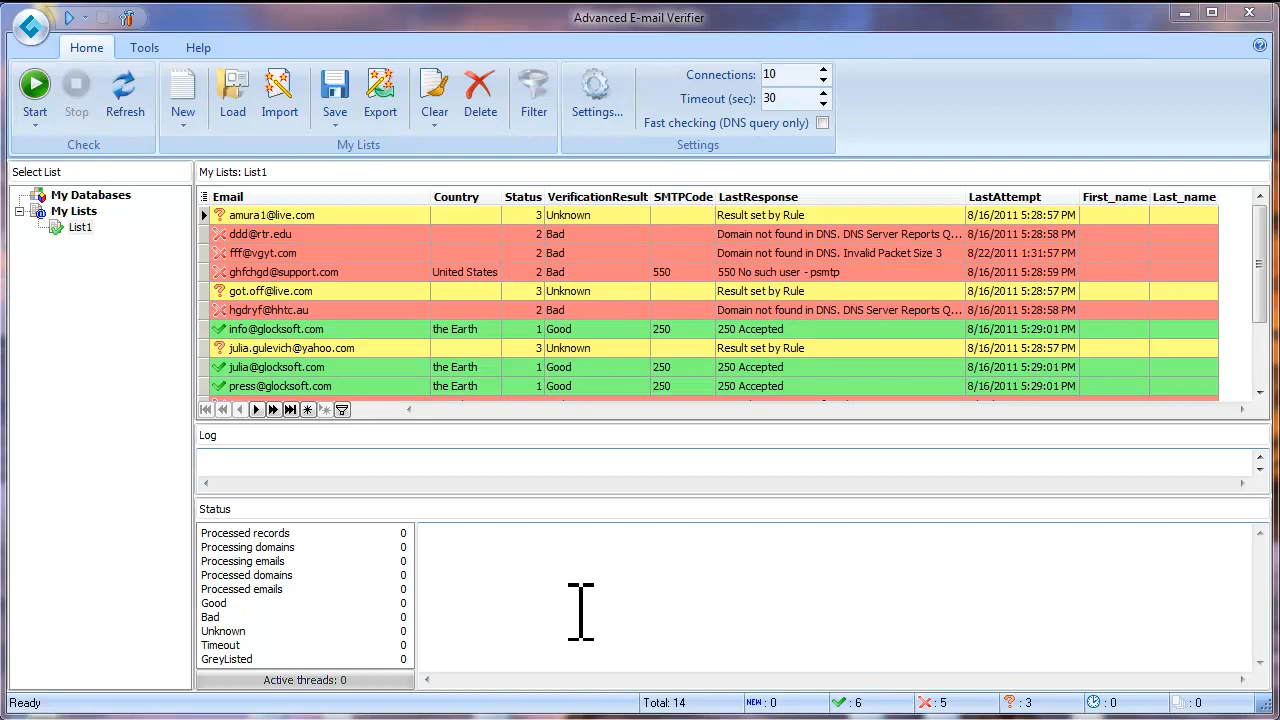 Advanced E-mail Verifier
Home Tools Help
Start Stop Refresh New Load Import Save Export Clear Delete Filter Settings...
Connections: 10
Timeout (sec): 30
Fast checking (DNS query only)
Check My Lists Settings
Select List
My Databases
My Lists
List1
My Lists: List1
Email Country Status VerificationResult SMTPCode LastResponse LastAttempt First_name Last_name
amura1@live.com 3 Unknown Result set by Rule 8/16/2011 5:28:57 PM
ddd@rtr.edu 2 Bad Domain not found in DNS. DNS Server Reports Q... 8/16/2011 5:28:58 PM
fff@vgyt.com 2 Bad Domain not found in DNS. Invalid Packet Size 3 8/22/2011 1:31:57 PM
ghfchgd@support.com United States 2 Bad 550 550 No such user - psmtp 8/16/2011 5:28:59 PM
got.off@live.com 3 Unknown Result set by Rule 8/16/2011 5:28:57 PM
hgdryf@hhtc.au 2 Bad Domain not found in DNS. DNS Server Reports Q... 8/16/2011 5:28:58 PM
info@glocksoft.com the Earth 1 Good 250 250 Accepted 8/16/2011 5:29:01 PM
julia.gulevich@yahoo.com 3 Unknown Result set by Rule 8/16/2011 5:28:57 PM
julia@glocksoft.com the Earth 1 Good 250 250 Accepted 8/16/2011 5:29:01 PM
press@glocksoft.com the Earth 1 Good 250 250 Accepted 8/16/2011 5:29:01 PM
Log
Status
Processed records 0
Processing domains 0
Processing emails 0
Processed domains 0
Processed emails 0
Good 0
Bad 0
Unknown 0
Timeout 0
GreyListed 0
Active threads: 0
Ready Total: 14 NEW : 0 : 6 : 5 : 3 : 0 : 0